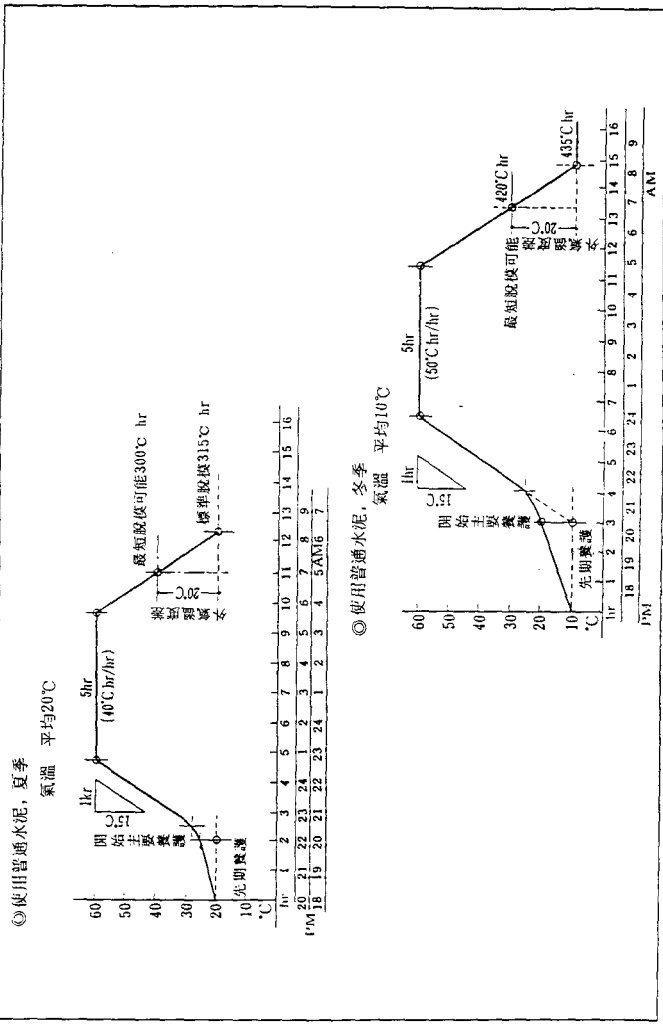 ◎使用普通水泥，夏季
氣溫　平均20℃
60
50
40
30
20
10
℃
1kr
15℃
開始主要養護
先期養護
5hr
(40℃hr/hr)
最短脫模可能300℃ hr
標準脫模315℃ hr
20℃
hr 1 2 3 4 5 6 7 8 9 10 11 12 13 14 15 16
20 21 22 23 24 1 2 3 4 6 7 8 9
PM 18 19 20 21 22 23 24 1 2 3 4 5 AM6 7
◎使用普通水泥，冬季
氣溫　平均10℃
60
50
40
30
20
10
℃
1hr
15℃
開始主要養護
先期養護
5hr
(50℃hr/hr)
最短脫模可能
420℃hr
435℃hr
20℃
hr 1 2 3 4 5 6 7 8 9 10 11 12 13 14 15 16
18 19 20 21 22 23 24 1 2 3 4 5 6 7 8 9
PM
AM